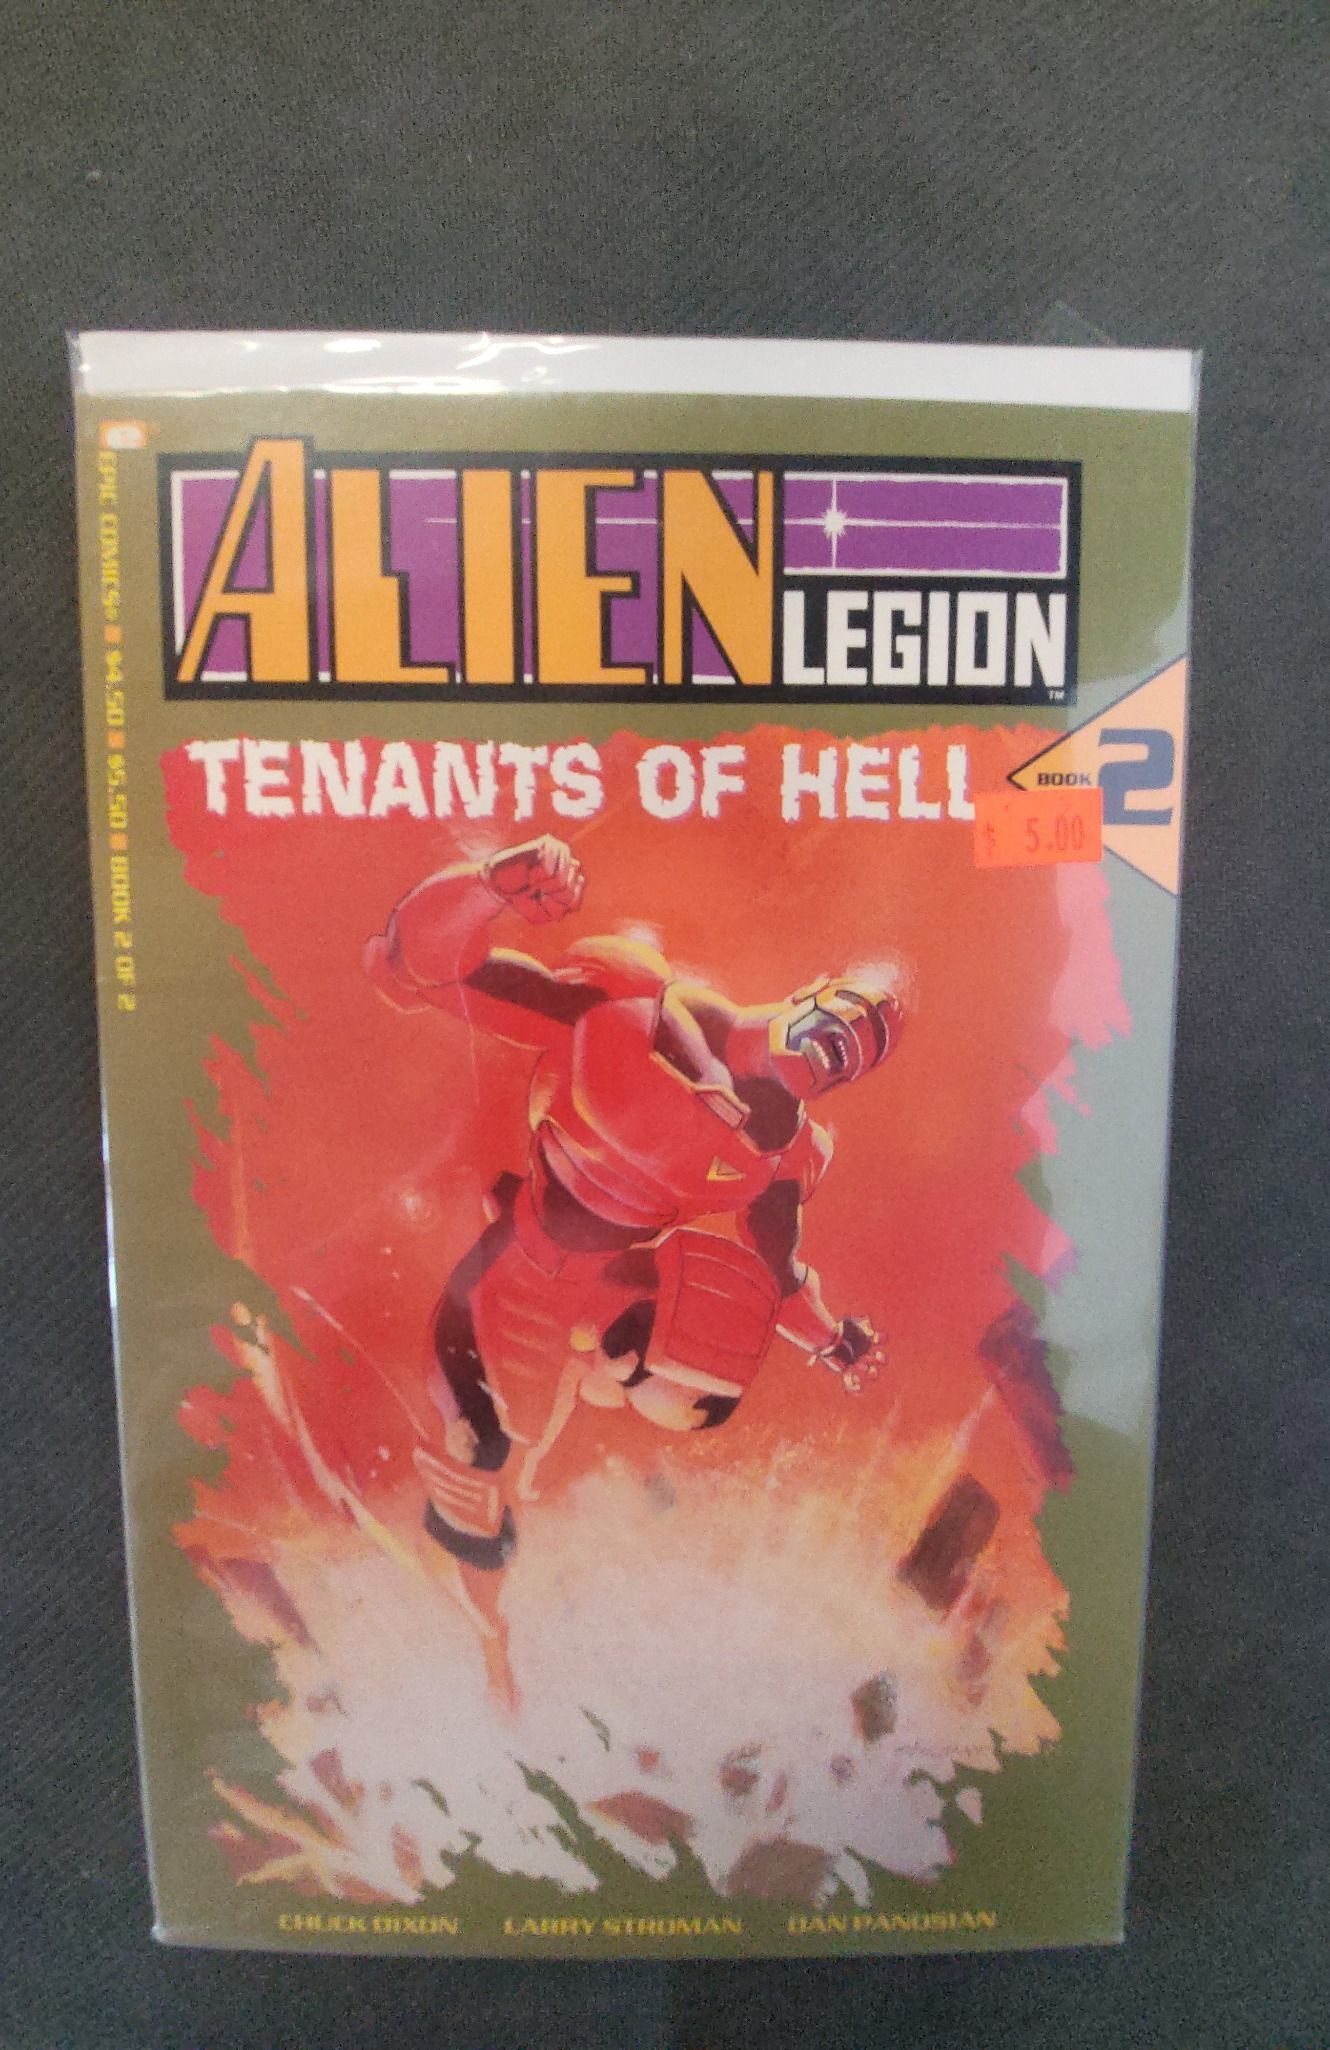 EPIC COMICS® ■ $4.50 ■ $5.50 ■ BOOK 2 OF 2
ALIEN
LEGION
TM
TENANTS OF HELL
BOOK 2
$ 5.00
CHUCK DIXON LARRY STROMAN DAN PANOSIAN